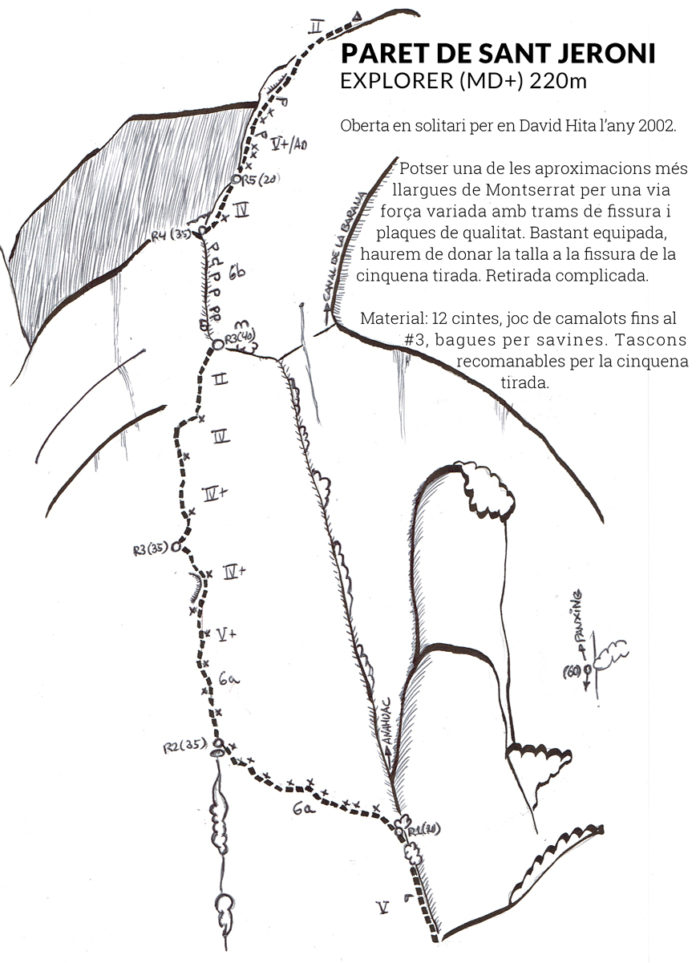 PARET DE SANT JERONI
EXPLORER (MD+) 220m
Oberta en solitari per en David Hita l'any 2002.
Potser una de les aproximacions més
llargues de Montserrat per una via
força variada amb trams de fissura i
plaques de qualitat. Bastant equipada,
haurem de donar la talla a la fissura de la
cinquena tirada. Retirada complicada.
Material: 12 cintes, joc de camalots fins al
#3, bagues per savines. Tascons
recomanables per la cinquena
tirada.
II
V+/A0
R5(20)
IV
R4(35)
6b
CANAL DE LA BARANA
R3(40)
II
IV
IV+
R3(35)
IV+
V+
6a
PANXING
(60)
ANAHUAC
R2(35)
6a
R1(30)
V